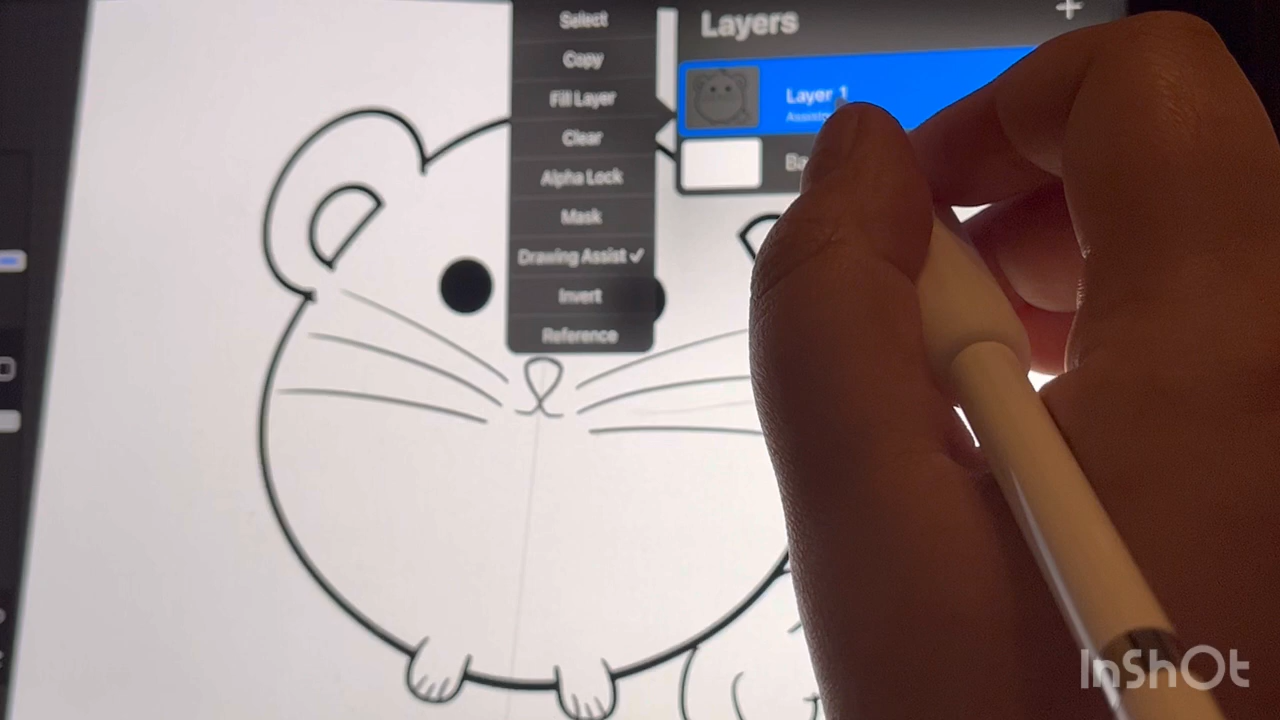 Select
Copy
Fill Layer
Clear
Alpha Lock
Mask
Drawing Assist ✓
Invert
Reference
Layers
+
Layer 1
InShOt